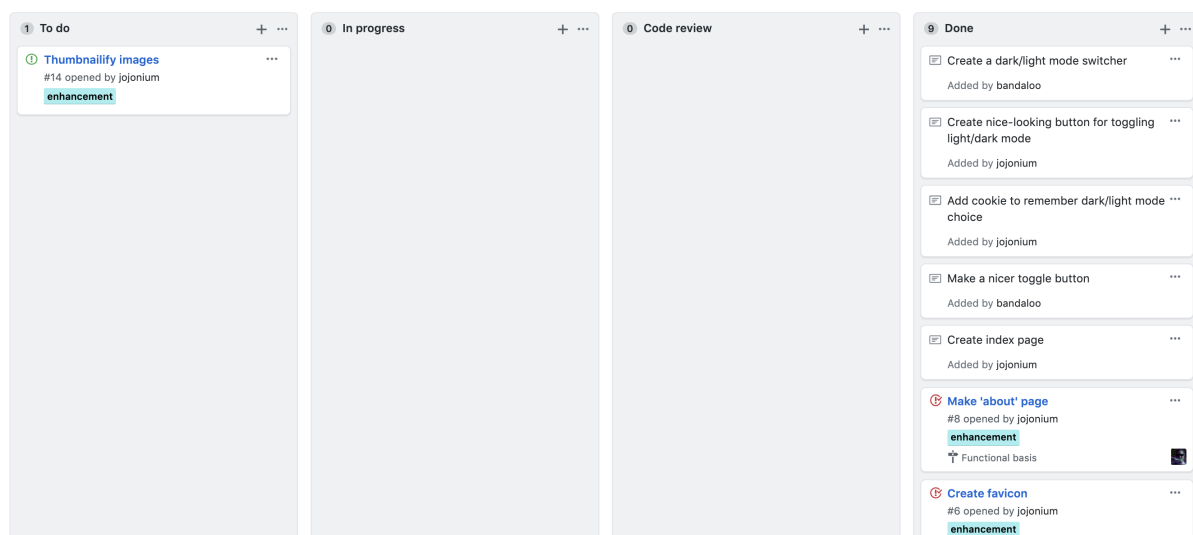 1 To do
Thumbnailify images
#14 opened by jojonium
enhancement
0 In progress
0 Code review
9 Done
Create a dark/light mode switcher
Added by bandaloo
Create nice-looking button for toggling
light/dark mode
Added by jojonium
Add cookie to remember dark/light mode
choice
Added by jojonium
Make a nicer toggle button
Added by bandaloo
Create index page
Added by jojonium
Make 'about' page
#8 opened by jojonium
enhancement
Functional basis
Create favicon
#6 opened by jojonium
enhancement